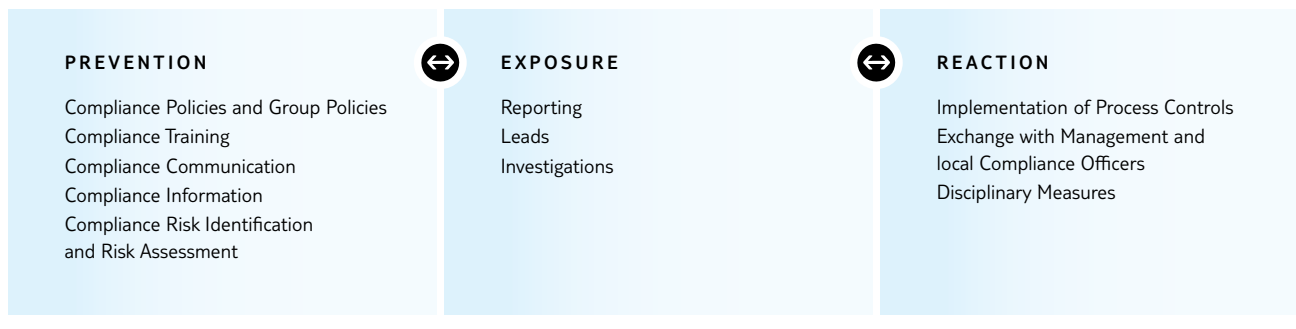 PREVENTION
Compliance Policies and Group Policies
Compliance Training
Compliance Communication
Compliance Information
Compliance Risk Identification
and Risk Assessment
EXPOSURE
Reporting
Leads
Investigations
REACTION
Implementation of Process Controls
Exchange with Management and
local Compliance Officers
Disciplinary Measures